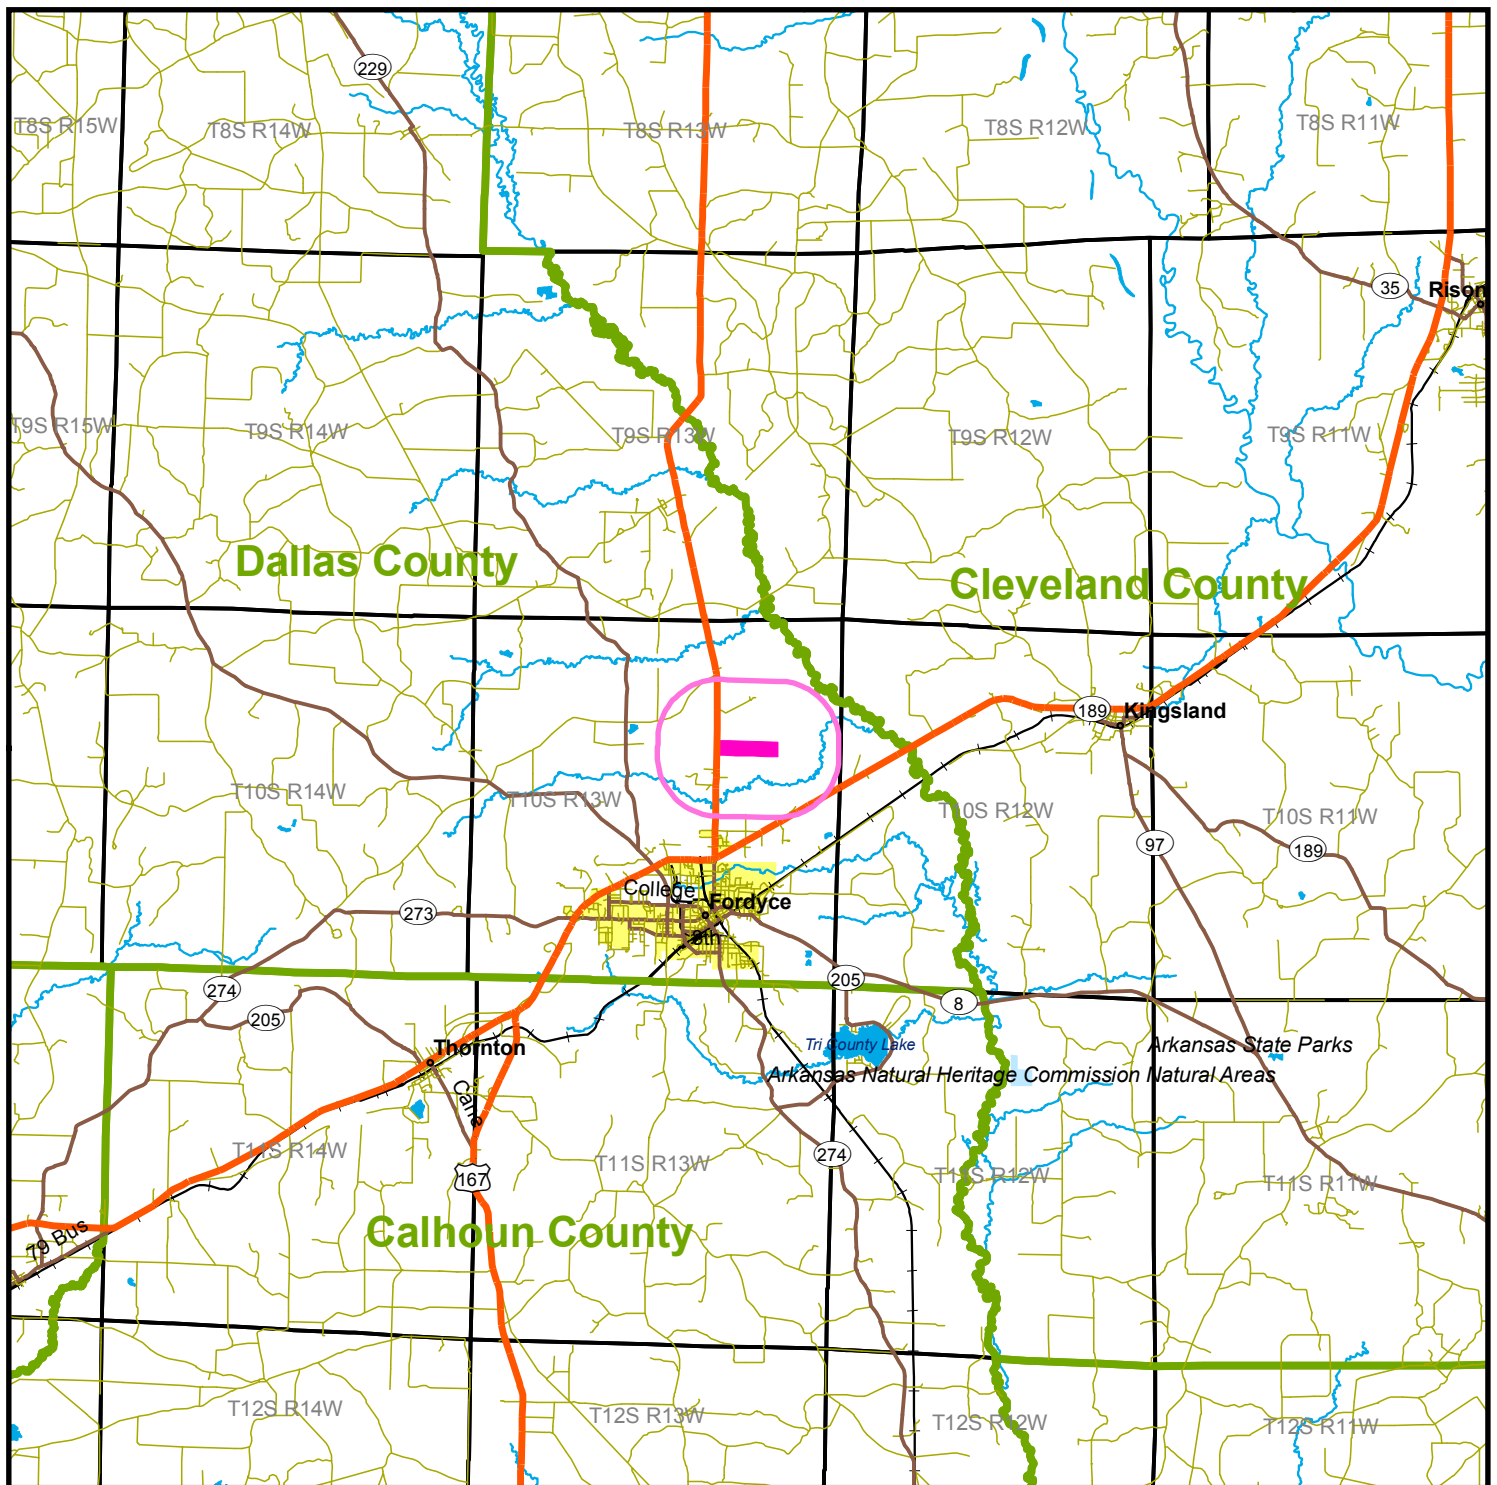 229
T8S R15W
T8S R14W
T8S R13W
T8S R12W
T8S R11W
35
Rison
T9S R15W
T9S R14W
T9S R13W
T9S R12W
T9S R11W
Dallas County
Cleveland County
189
Kingsland
T10S R14W
T10S R13W
T10S R12W
T10S R11W
97
189
College
Fordyce
273
8th
274
205
205
8
Thornton
Tri County Lake
Arkansas State Parks
Arkansas Natural Heritage Commission Natural Areas
T11S R14W
T11S R13W
274
T11S R12W
T11S R11W
167
79 Bus
Calhoun County
T12S R14W
T12S R13W
T12S R12W
T12S R11W